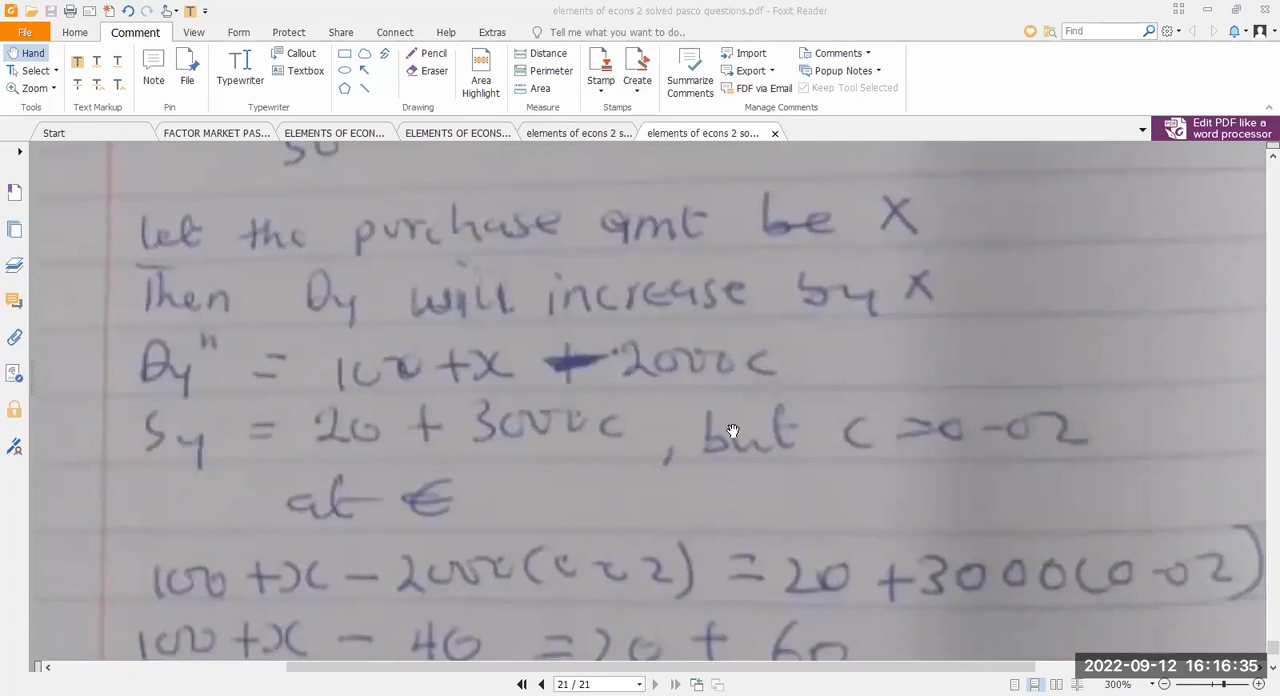 elements of econs 2 solved pasco questions.pdf - Foxit Reader
File Home Comment View Form Protect Share Connect Help Extras Tell me what you want to do.. Find
Hand
Select
Zoom
Tools
Text Markup
Note
File
Pin
Typewriter
Callout
Textbox
Typewriter
Pencil
Eraser
Drawing
Area Highlight
Distance
Perimeter
Area
Measure
Stamp
Create
Stamps
Summarize Comments
Import
Export
FDF via Email
Comments
Popup Notes
Keep Tool Selected
Manage Comments
Start FACTOR MARKET PAS... ELEMENTS OF ECON... ELEMENTS OF ECONS... elements of econs 2 s... elements of econs 2 so...
Edit PDF like a word processor
50
let the purchase qmt be X
Then Dy will increase by X
Dy" = 100 + x - 2000c
Sy = 20 + 3000c , but c = 0.02
at €
100 + x - 2000(0.02) = 20 + 3000(0.02)
100 + x - 40 = 20 + 60
2022-09-12 16:16:35
21 / 21
300%